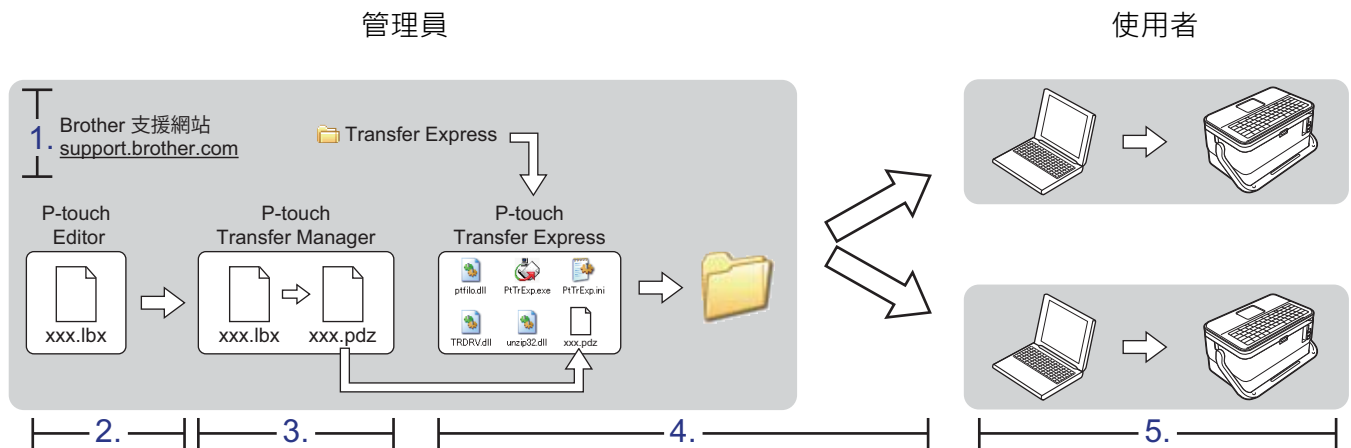 管理員
使用者
1.
Brother 支援網站
support.brother.com
Transfer Express
P-touch
Editor
xxx.lbx
P-touch
Transfer Manager
xxx.lbx
xxx.pdz
P-touch
Transfer Express
ptfilo.dll
PtTrExp.exe
PtTrExp.ini
TRDRV.dll
unzip32.dll
xxx.pdz
2.
3.
4.
5.